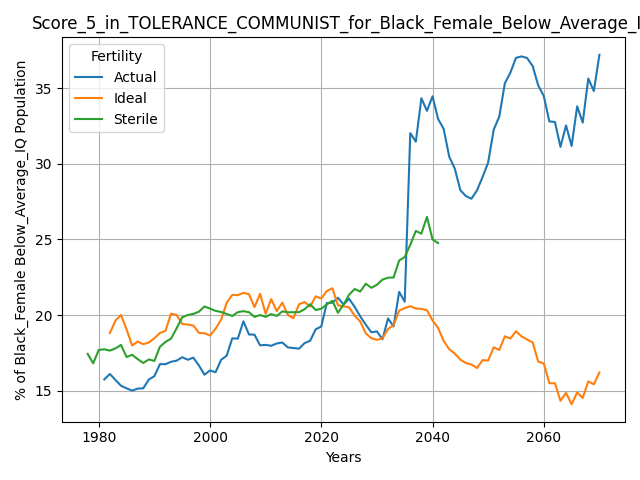 Score_5_in_TOLERANCE_COMMUNIST_for_Black_Female_Below_Average_I
Fertility
Actual
Ideal
Sterile
% of Black_Female Below_Average_IQ Population
35
30
25
20
15
1980
2000
2020
2040
2060
Years